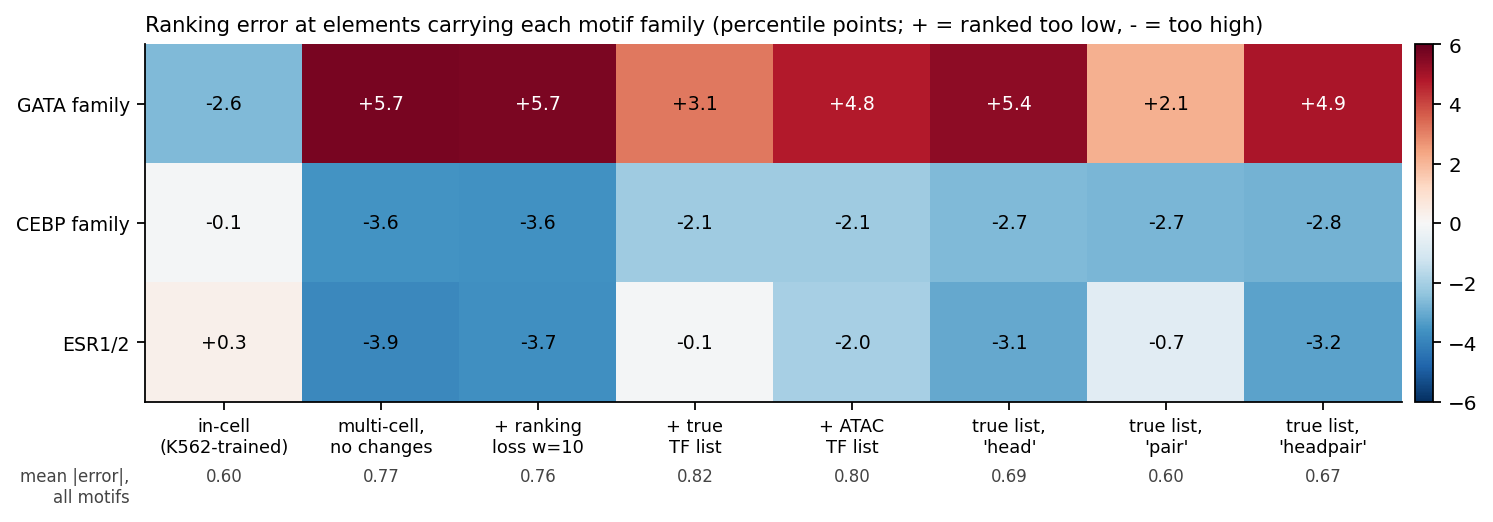 Ranking error at elements carrying each motif family (percentile points; + = ranked too low, - = too high)
GATA family
-2.6
+5.7
+5.7
+3.1
+4.8
+5.4
+2.1
+4.9
CEBP family
-0.1
-3.6
-3.6
-2.1
-2.1
-2.7
-2.7
-2.8
ESR1/2
+0.3
-3.9
-3.7
-0.1
-2.0
-3.1
-0.7
-3.2
6
4
2
0
−2
−4
−6
in-cell
(K562-trained)
multi-cell,
no changes
+ ranking
loss w=10
+ true
TF list
+ ATAC
TF list
true list,
'head'
true list,
'pair'
true list,
'headpair'
mean |error|,
all motifs
0.60
0.77
0.76
0.82
0.80
0.69
0.60
0.67